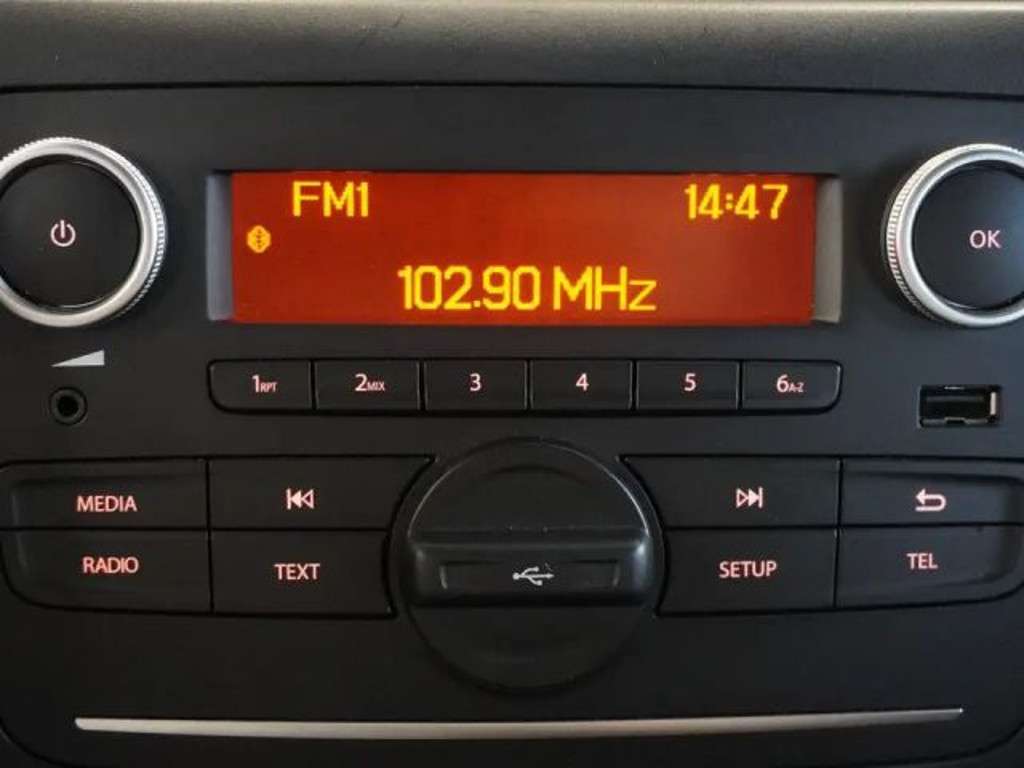 FM1 14:47
102.90 MHz
OK
1RPT 2MIX 3 4 5 6A-Z
MEDIA
RADIO TEXT SETUP TEL